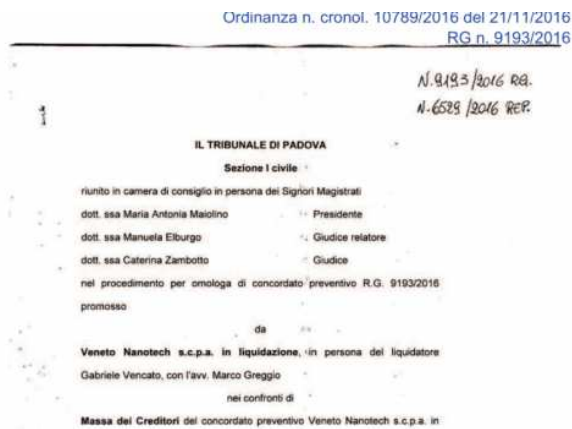 Ordinanza n. cronol. 10789/2016 del 21/11/2016
RG n. 9193/2016
N. 9193/2016 RG.
N. 6529/2016 REP.
IL TRIBUNALE DI PADOVA
Sezione I civile
riunito in camera di consiglio in persona dei Signori Magistrati
dott. ssa Maria Antonia Maiolino Presidente
dott. ssa Manuela Elburgo Giudice relatore
dott. ssa Caterina Zambotto Giudice
nel procedimento per omologa di concordato preventivo R.G. 9193/2016
promosso
da
Veneto Nanotech s.c.p.a. in liquidazione, in persona del liquidatore
Gabriele Vencato, con l'avv. Marco Greggio
nei confronti di
Massa dei Creditori del concordato preventivo Veneto Nanotech s.c.p.a. in